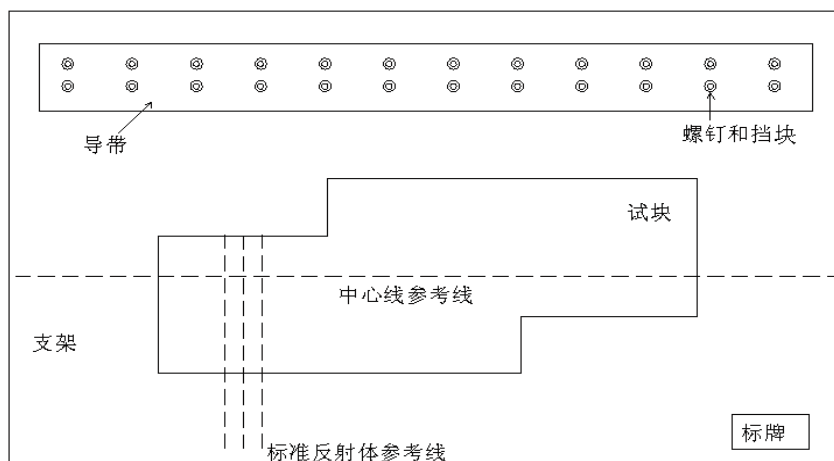 导带
螺钉和挡块
试块
中心线参考线
支架
标牌
标准反射体参考线